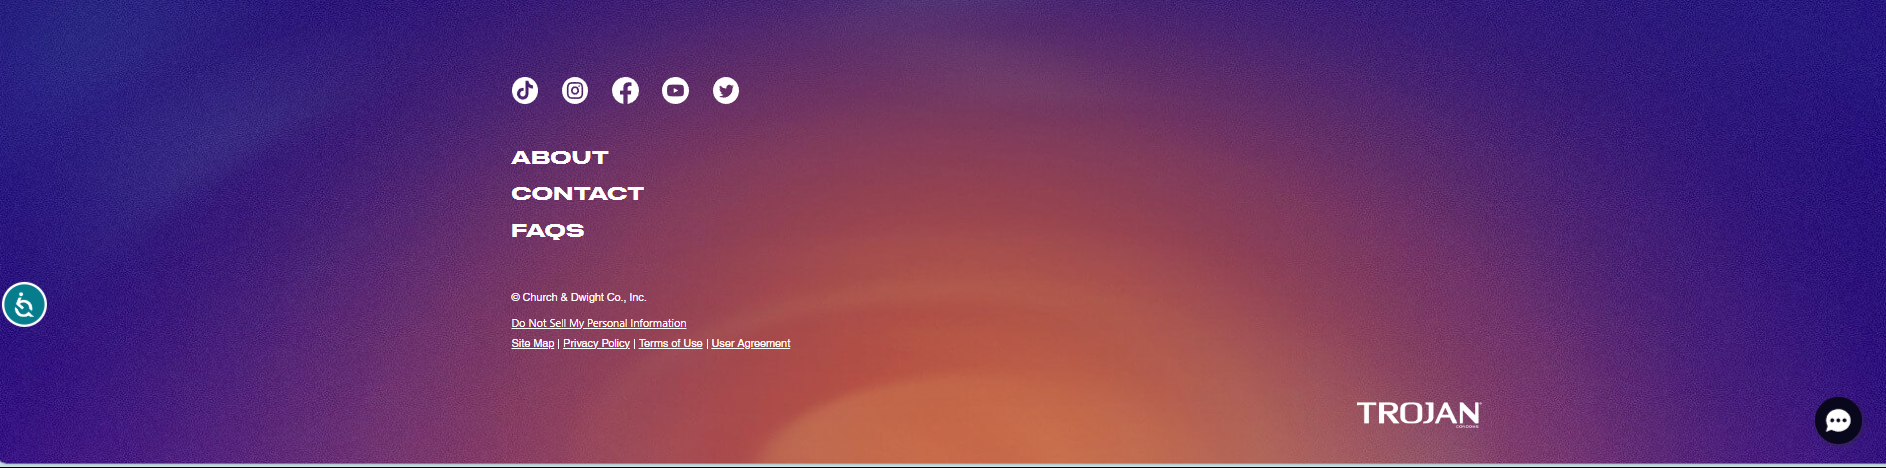 ABOUT
CONTACT
FAQS
© Church & Dwight Co., Inc.
Do Not Sell My Personal Information
Site Map | Privacy Policy | Terms of Use | User Agreement
TROJAN
CONDOMS